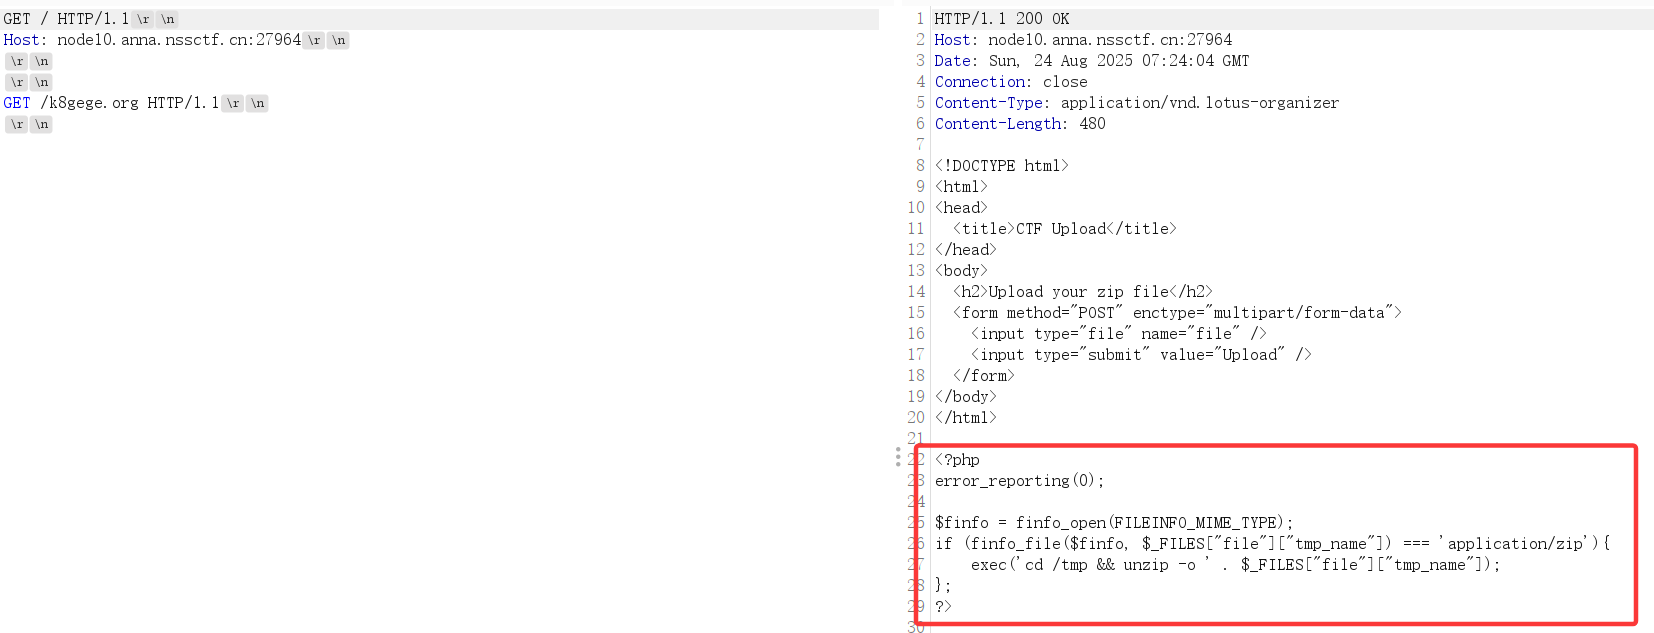 GET / HTTP/1.1 \r \n
Host: node10.anna.nssctf.cn:27964 \r \n
\r \n
\r \n
GET /k8gege.org HTTP/1.1 \r \n
\r \n
1 HTTP/1.1 200 OK
2 Host: node10.anna.nssctf.cn:27964
3 Date: Sun, 24 Aug 2025 07:24:04 GMT
4 Connection: close
5 Content-Type: application/vnd.lotus-organizer
6 Content-Length: 480
7
8 <!DOCTYPE html>
9 <html>
10 <head>
11   <title>CTF Upload</title>
12 </head>
13 <body>
14   <h2>Upload your zip file</h2>
15   <form method="POST" enctype="multipart/form-data">
16     <input type="file" name="file" />
17     <input type="submit" value="Upload" />
18   </form>
19 </body>
20 </html>
21
22 <?php
23 error_reporting(0);
24
25 $finfo = finfo_open(FILEINFO_MIME_TYPE);
26 if (finfo_file($finfo, $_FILES["file"]["tmp_name"]) === 'application/zip'){
27     exec('cd /tmp && unzip -o ' . $_FILES["file"]["tmp_name"]);
28 };
29 ?>
30